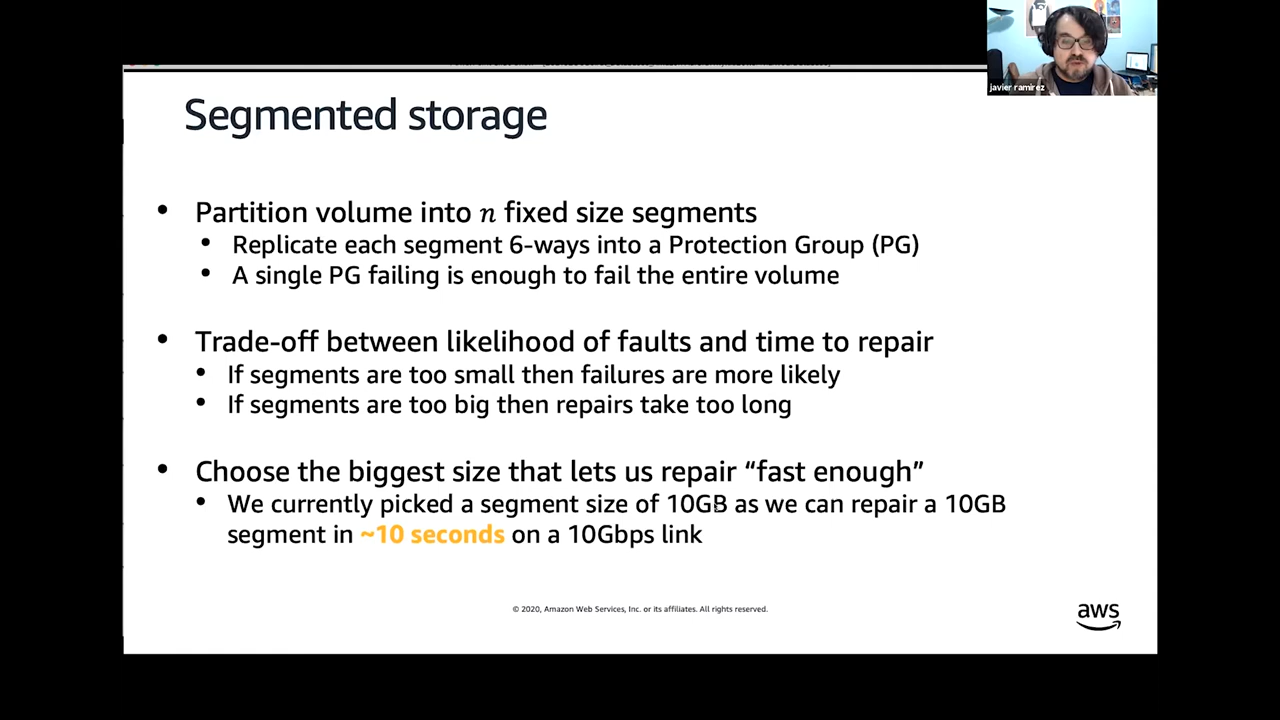 javier ramirez
Segmented storage
• Partition volume into n fixed size segments
• Replicate each segment 6-ways into a Protection Group (PG)
• A single PG failing is enough to fail the entire volume
• Trade-off between likelihood of faults and time to repair
• If segments are too small then failures are more likely
• If segments are too big then repairs take too long
• Choose the biggest size that lets us repair “fast enough”
• We currently picked a segment size of 10GB as we can repair a 10GB
segment in ~10 seconds on a 10Gbps link
© 2020, Amazon Web Services, Inc. or its affiliates. All rights reserved.
aws